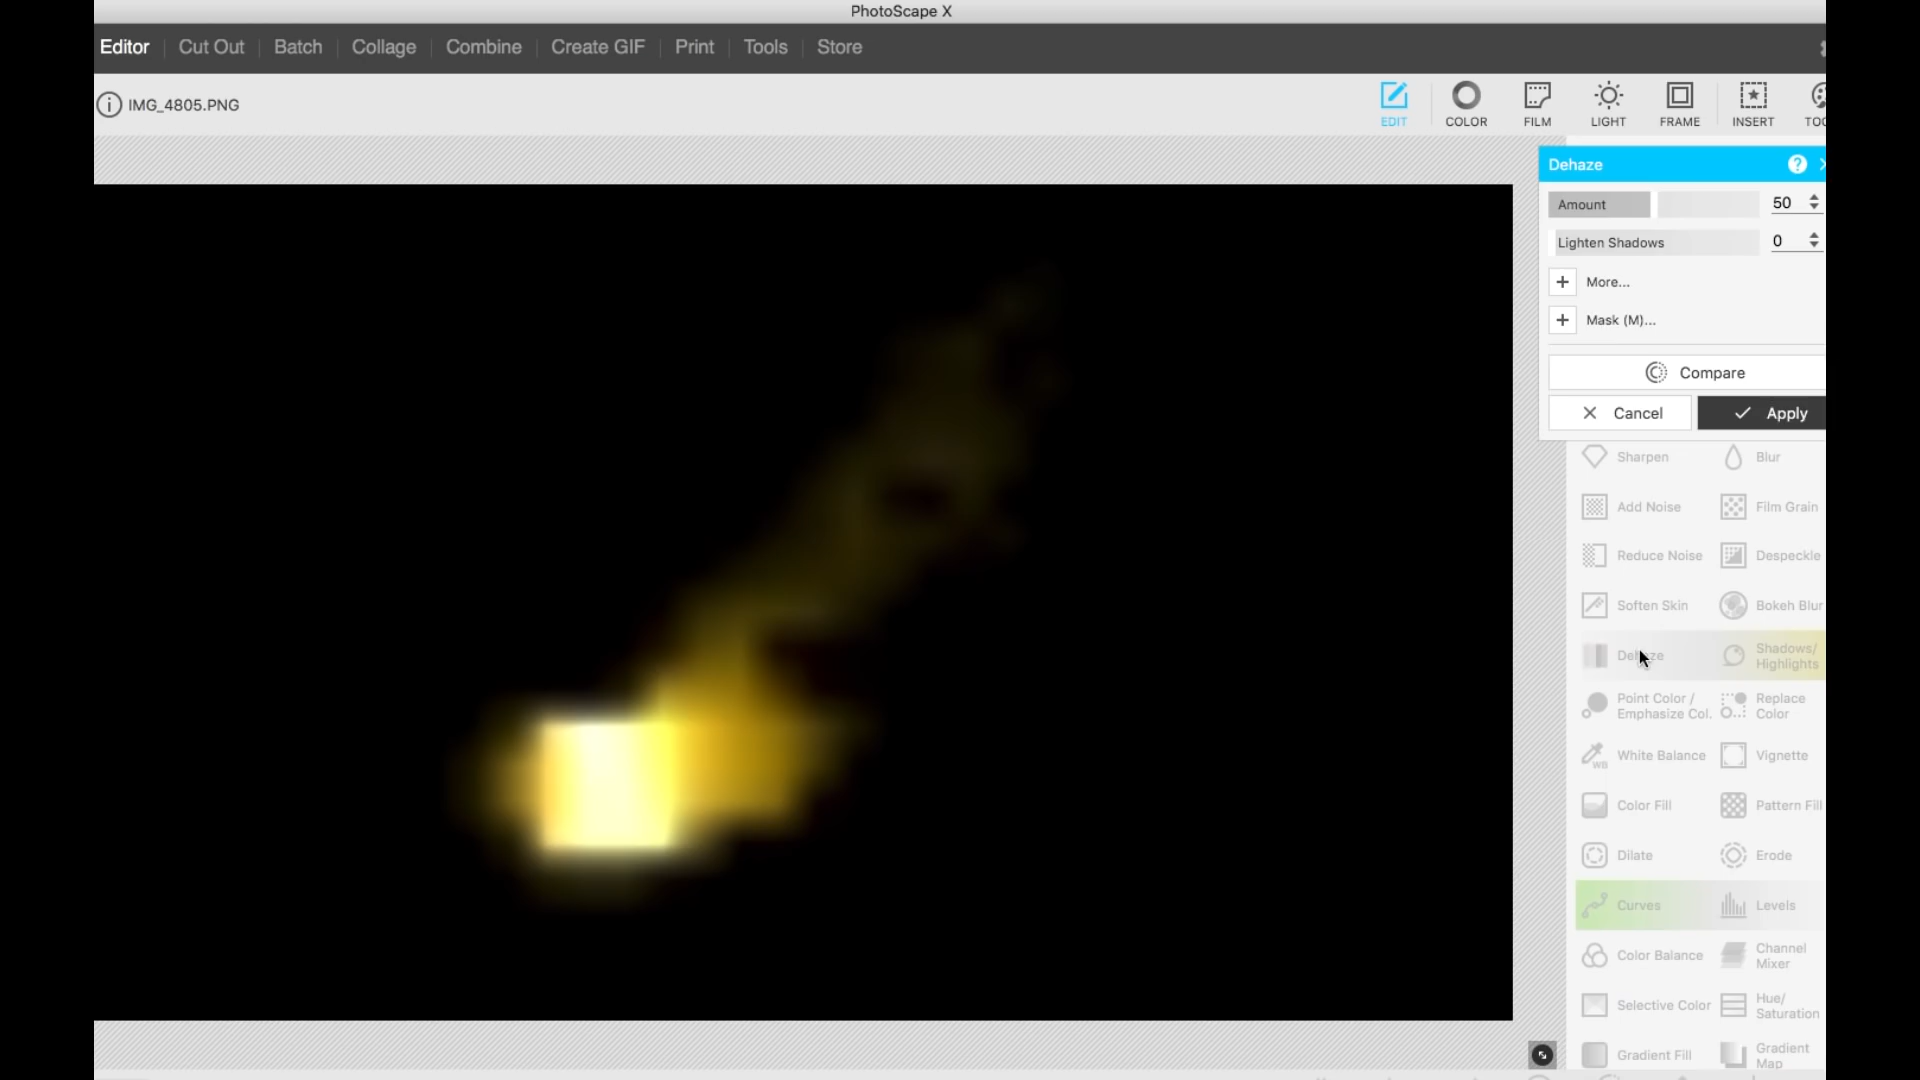 PhotoScape X
Editor Cut Out Batch Collage Combine Create GIF Print Tools Store
IMG_4805.PNG
EDIT COLOR FILM LIGHT FRAME INSERT
Dehaze ?
Amount 50
Lighten Shadows 0
More...
Mask (M)...
Compare
Cancel Apply
Sharpen Blur
Add Noise Film Grain
Reduce Noise Despeckle
Soften Skin Bokeh Blur
Dehaze Shadows/
Highlights
Point Color / Replace
Emphasize Col. Color
White Balance Vignette
Color Fill Pattern Fill
Dilate Erode
Curves Levels
Color Balance Channel
Mixer
Selective Color Hue/
Saturation
Gradient Fill Gradient
Map